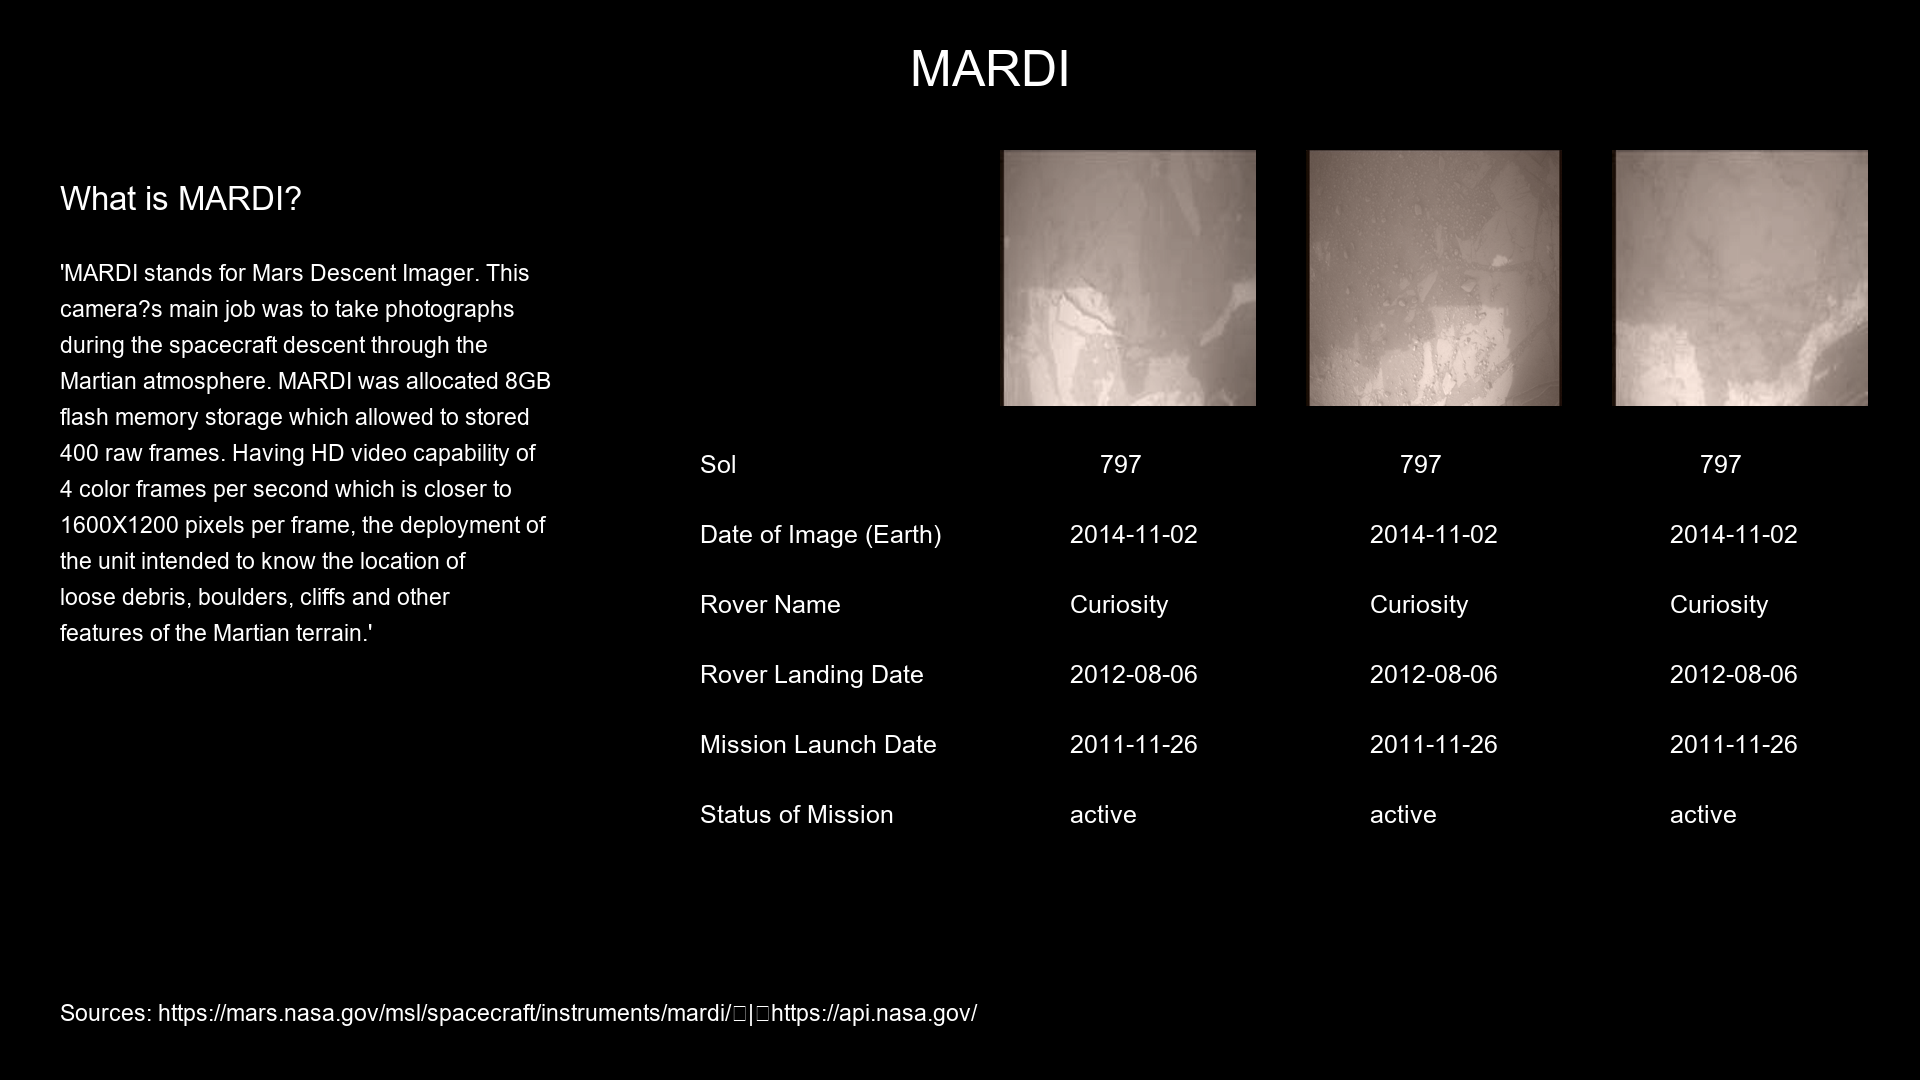 MARDI
What is MARDI?
'MARDI stands for Mars Descent Imager. This
camera?s main job was to take photographs
during the spacecraft descent through the
Martian atmosphere. MARDI was allocated 8GB
flash memory storage which allowed to stored
400 raw frames. Having HD video capability of
4 color frames per second which is closer to
1600X1200 pixels per frame, the deployment of
the unit intended to know the location of
loose debris, boulders, cliffs and other
features of the Martian terrain.'
Sol 797 797 797
Date of Image (Earth) 2014-11-02 2014-11-02 2014-11-02
Rover Name Curiosity Curiosity Curiosity
Rover Landing Date 2012-08-06 2012-08-06 2012-08-06
Mission Launch Date 2011-11-26 2011-11-26 2011-11-26
Status of Mission active active active
Sources: https://mars.nasa.gov/msl/spacecraft/instruments/mardi/□|□https://api.nasa.gov/